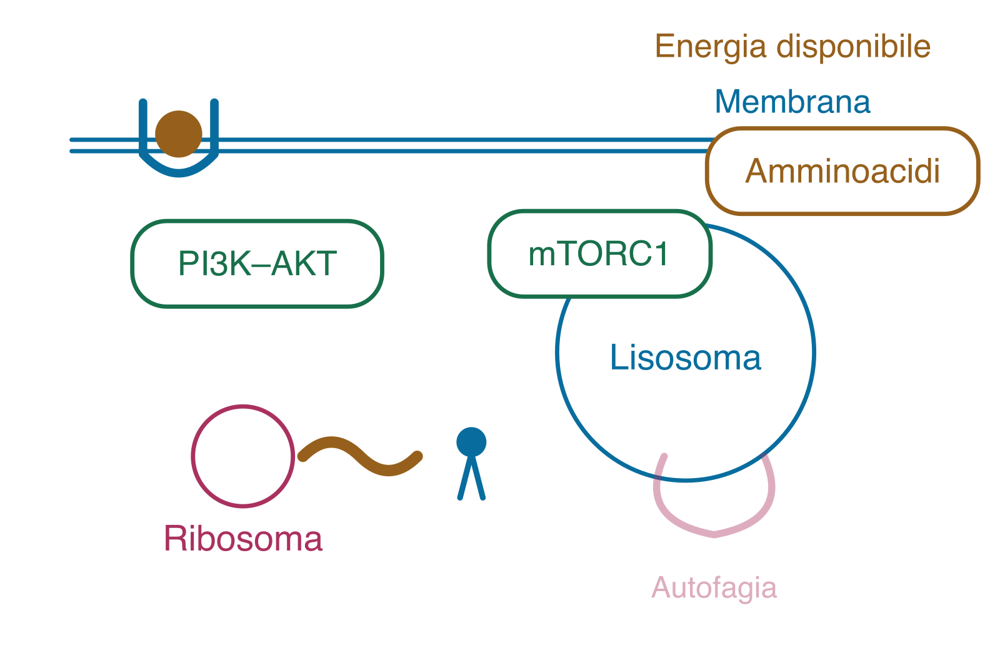 Energia disponibile
Membrana
Amminoacidi
PI3K–AKT
mTORC1
Lisosoma
Ribosoma
Autofagia